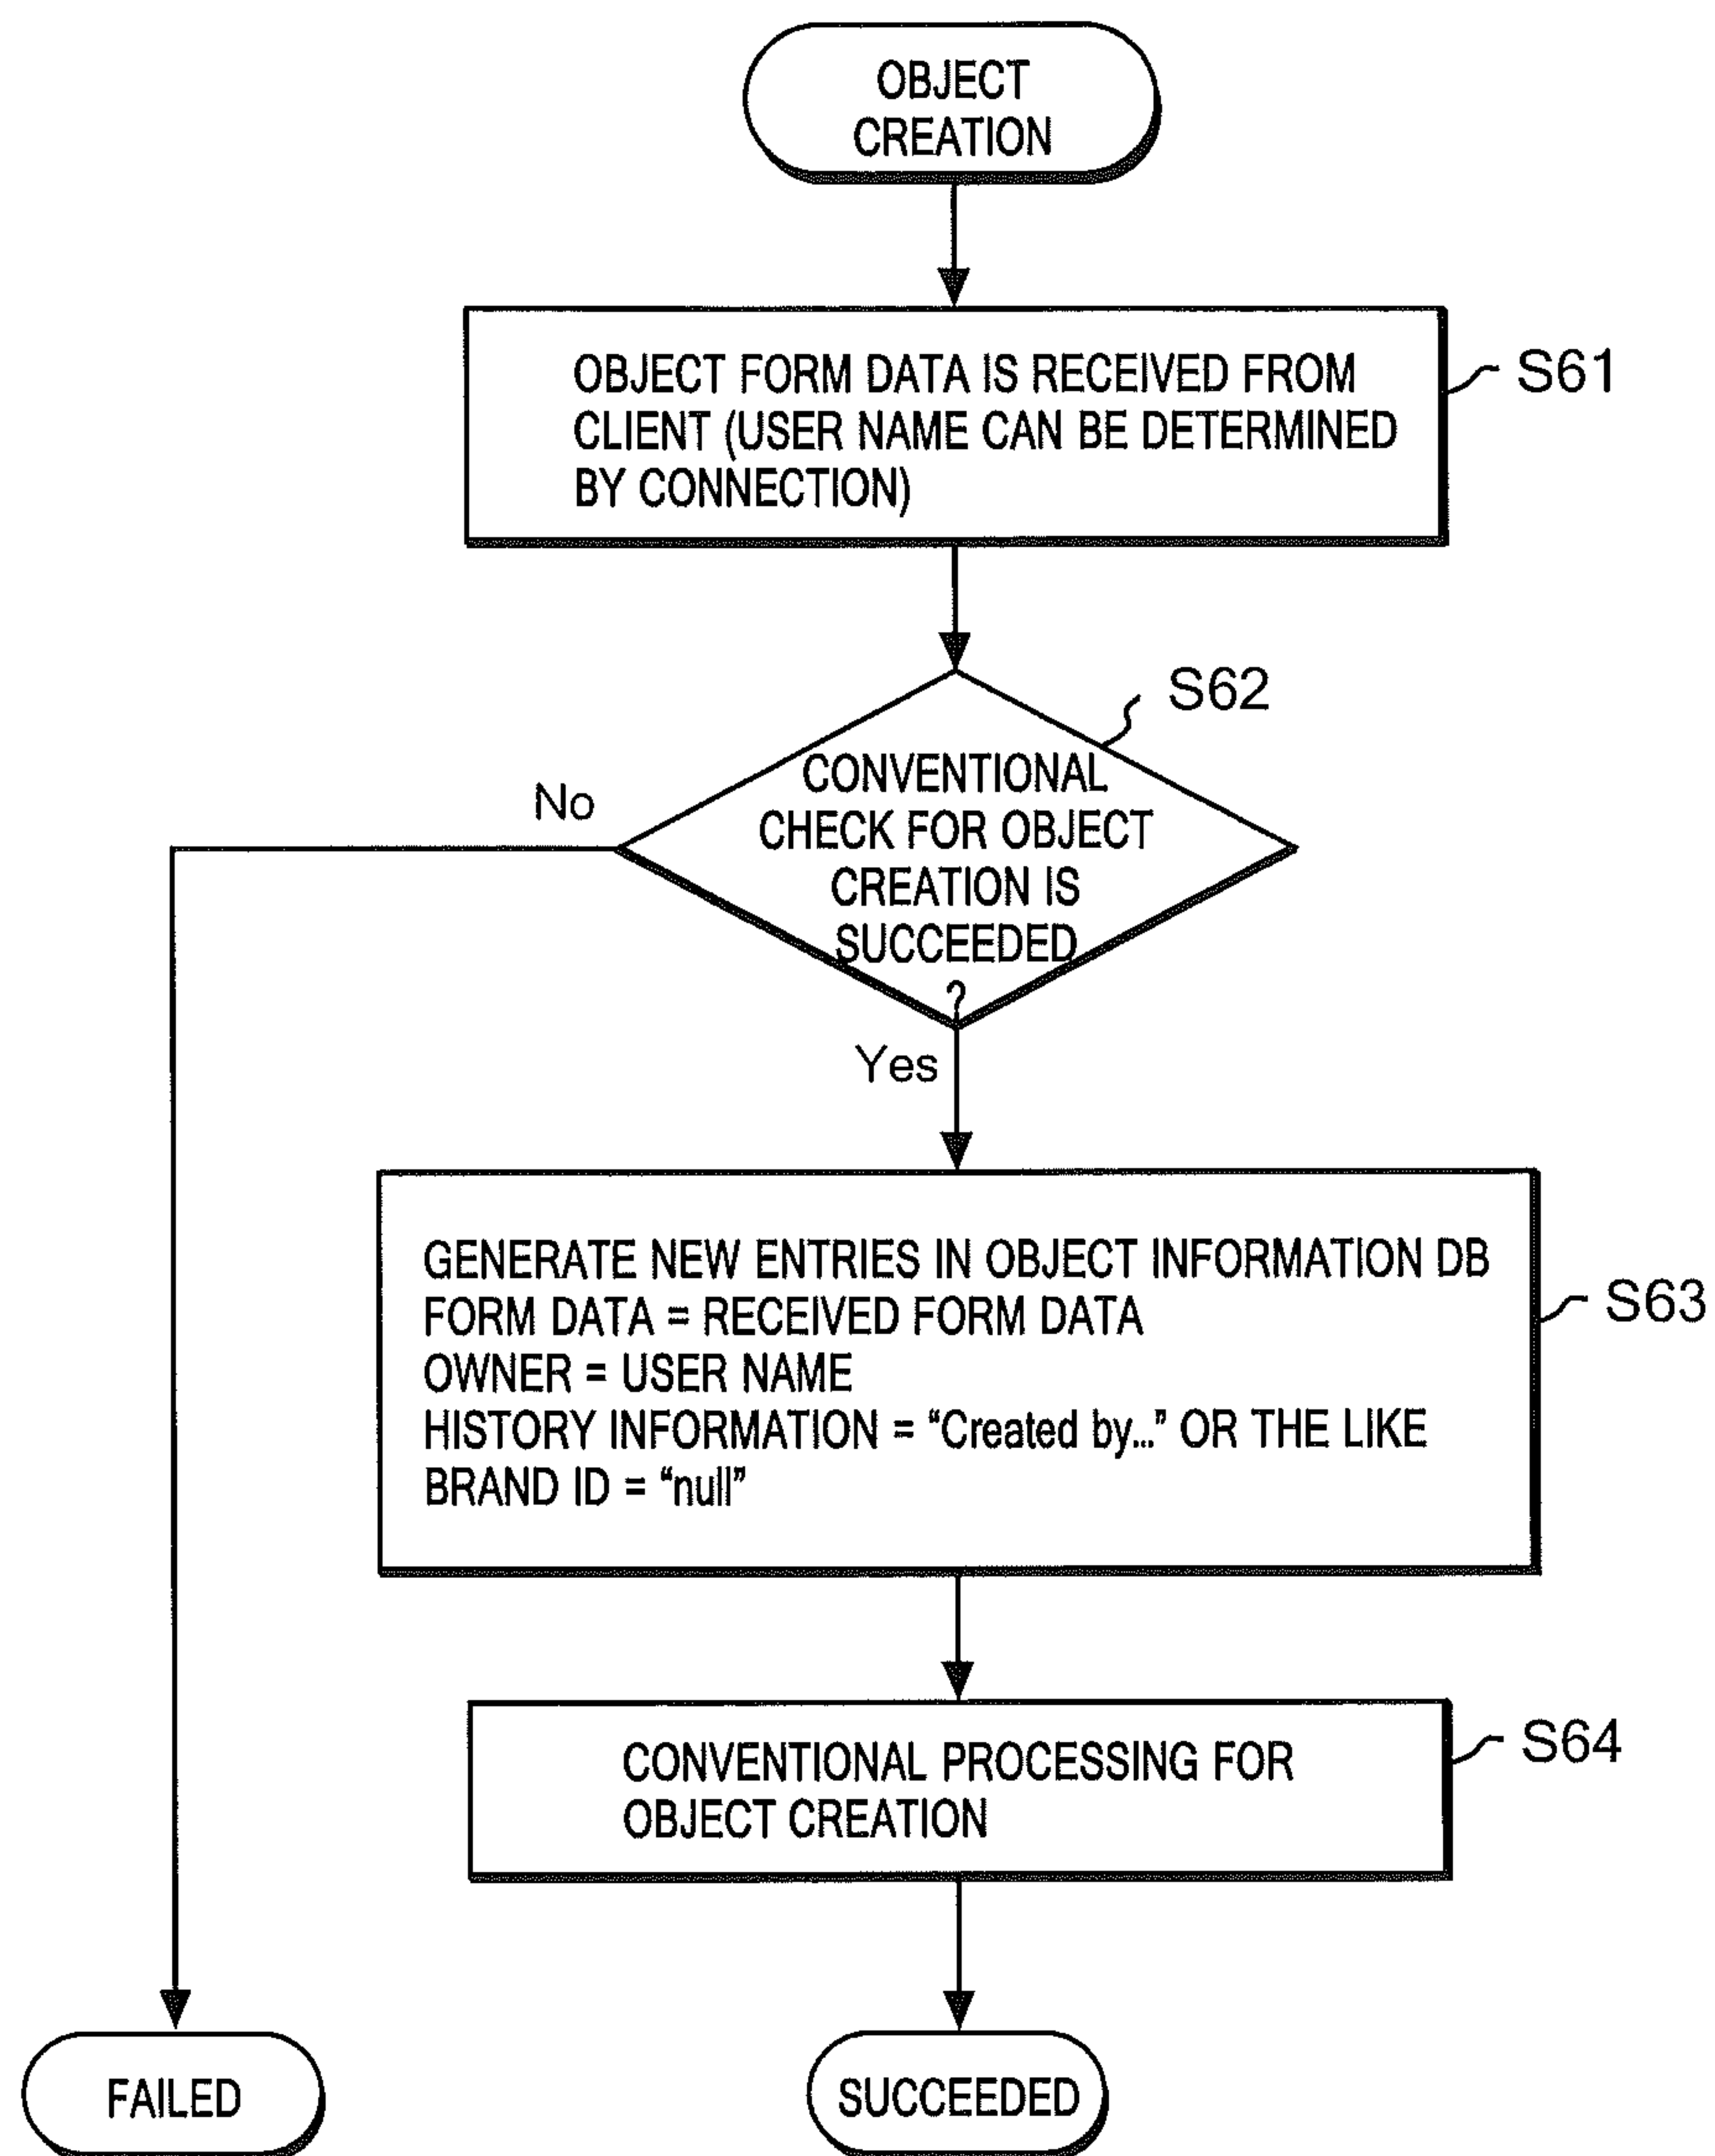 OBJECT
CREATION
OBJECT FORM DATA IS RECEIVED FROM
CLIENT (USER NAME CAN BE DETERMINED
BY CONNECTION)
S61
S62
CONVENTIONAL
CHECK FOR OBJECT
CREATION IS
SUCCEEDED
?
No
Yes
GENERATE NEW ENTRIES IN OBJECT INFORMATION DB
FORM DATA = RECEIVED FORM DATA
OWNER = USER NAME
HISTORY INFORMATION = “Created by...” OR THE LIKE
BRAND ID = “null”
S63
CONVENTIONAL PROCESSING FOR
OBJECT CREATION
S64
FAILED
SUCCEEDED